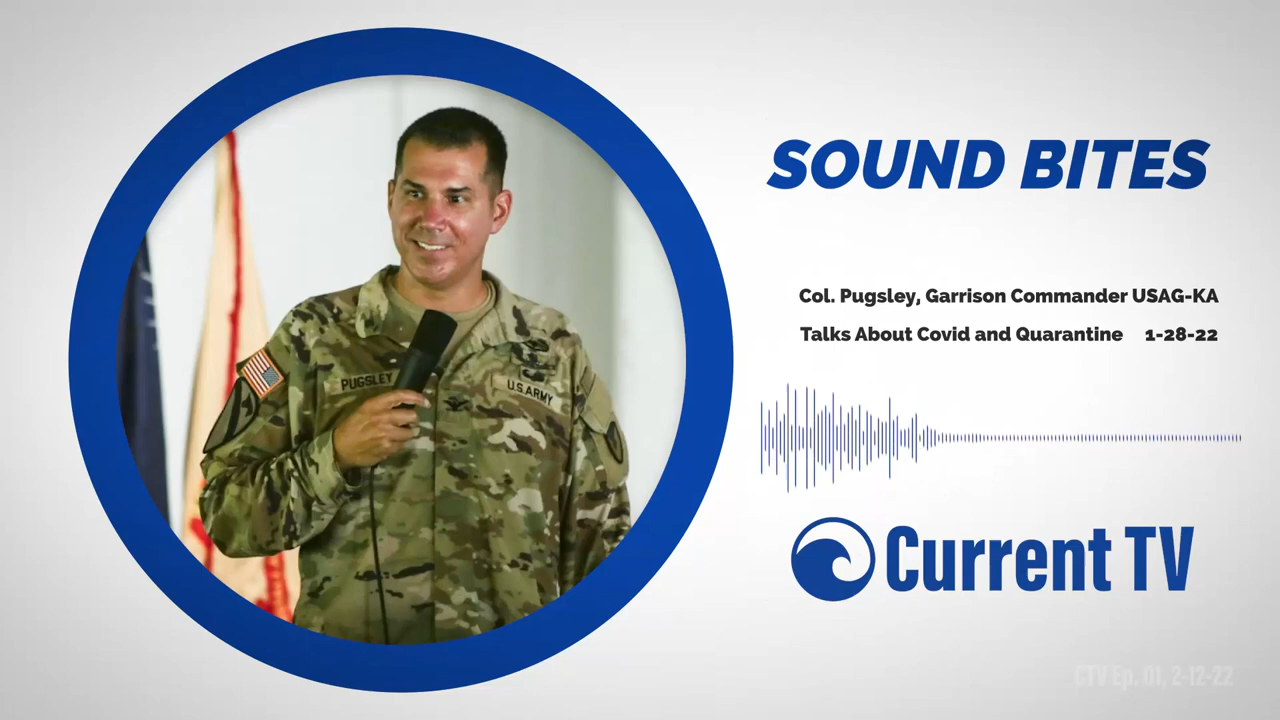 SOUND BITES
Col. Pugsley, Garrison Commander USAG-KA
Talks About Covid and Quarantine 1-28-22
PUGSLEY
U.S.ARMY
Current TV
CTV Ep. 01, 2-12-22